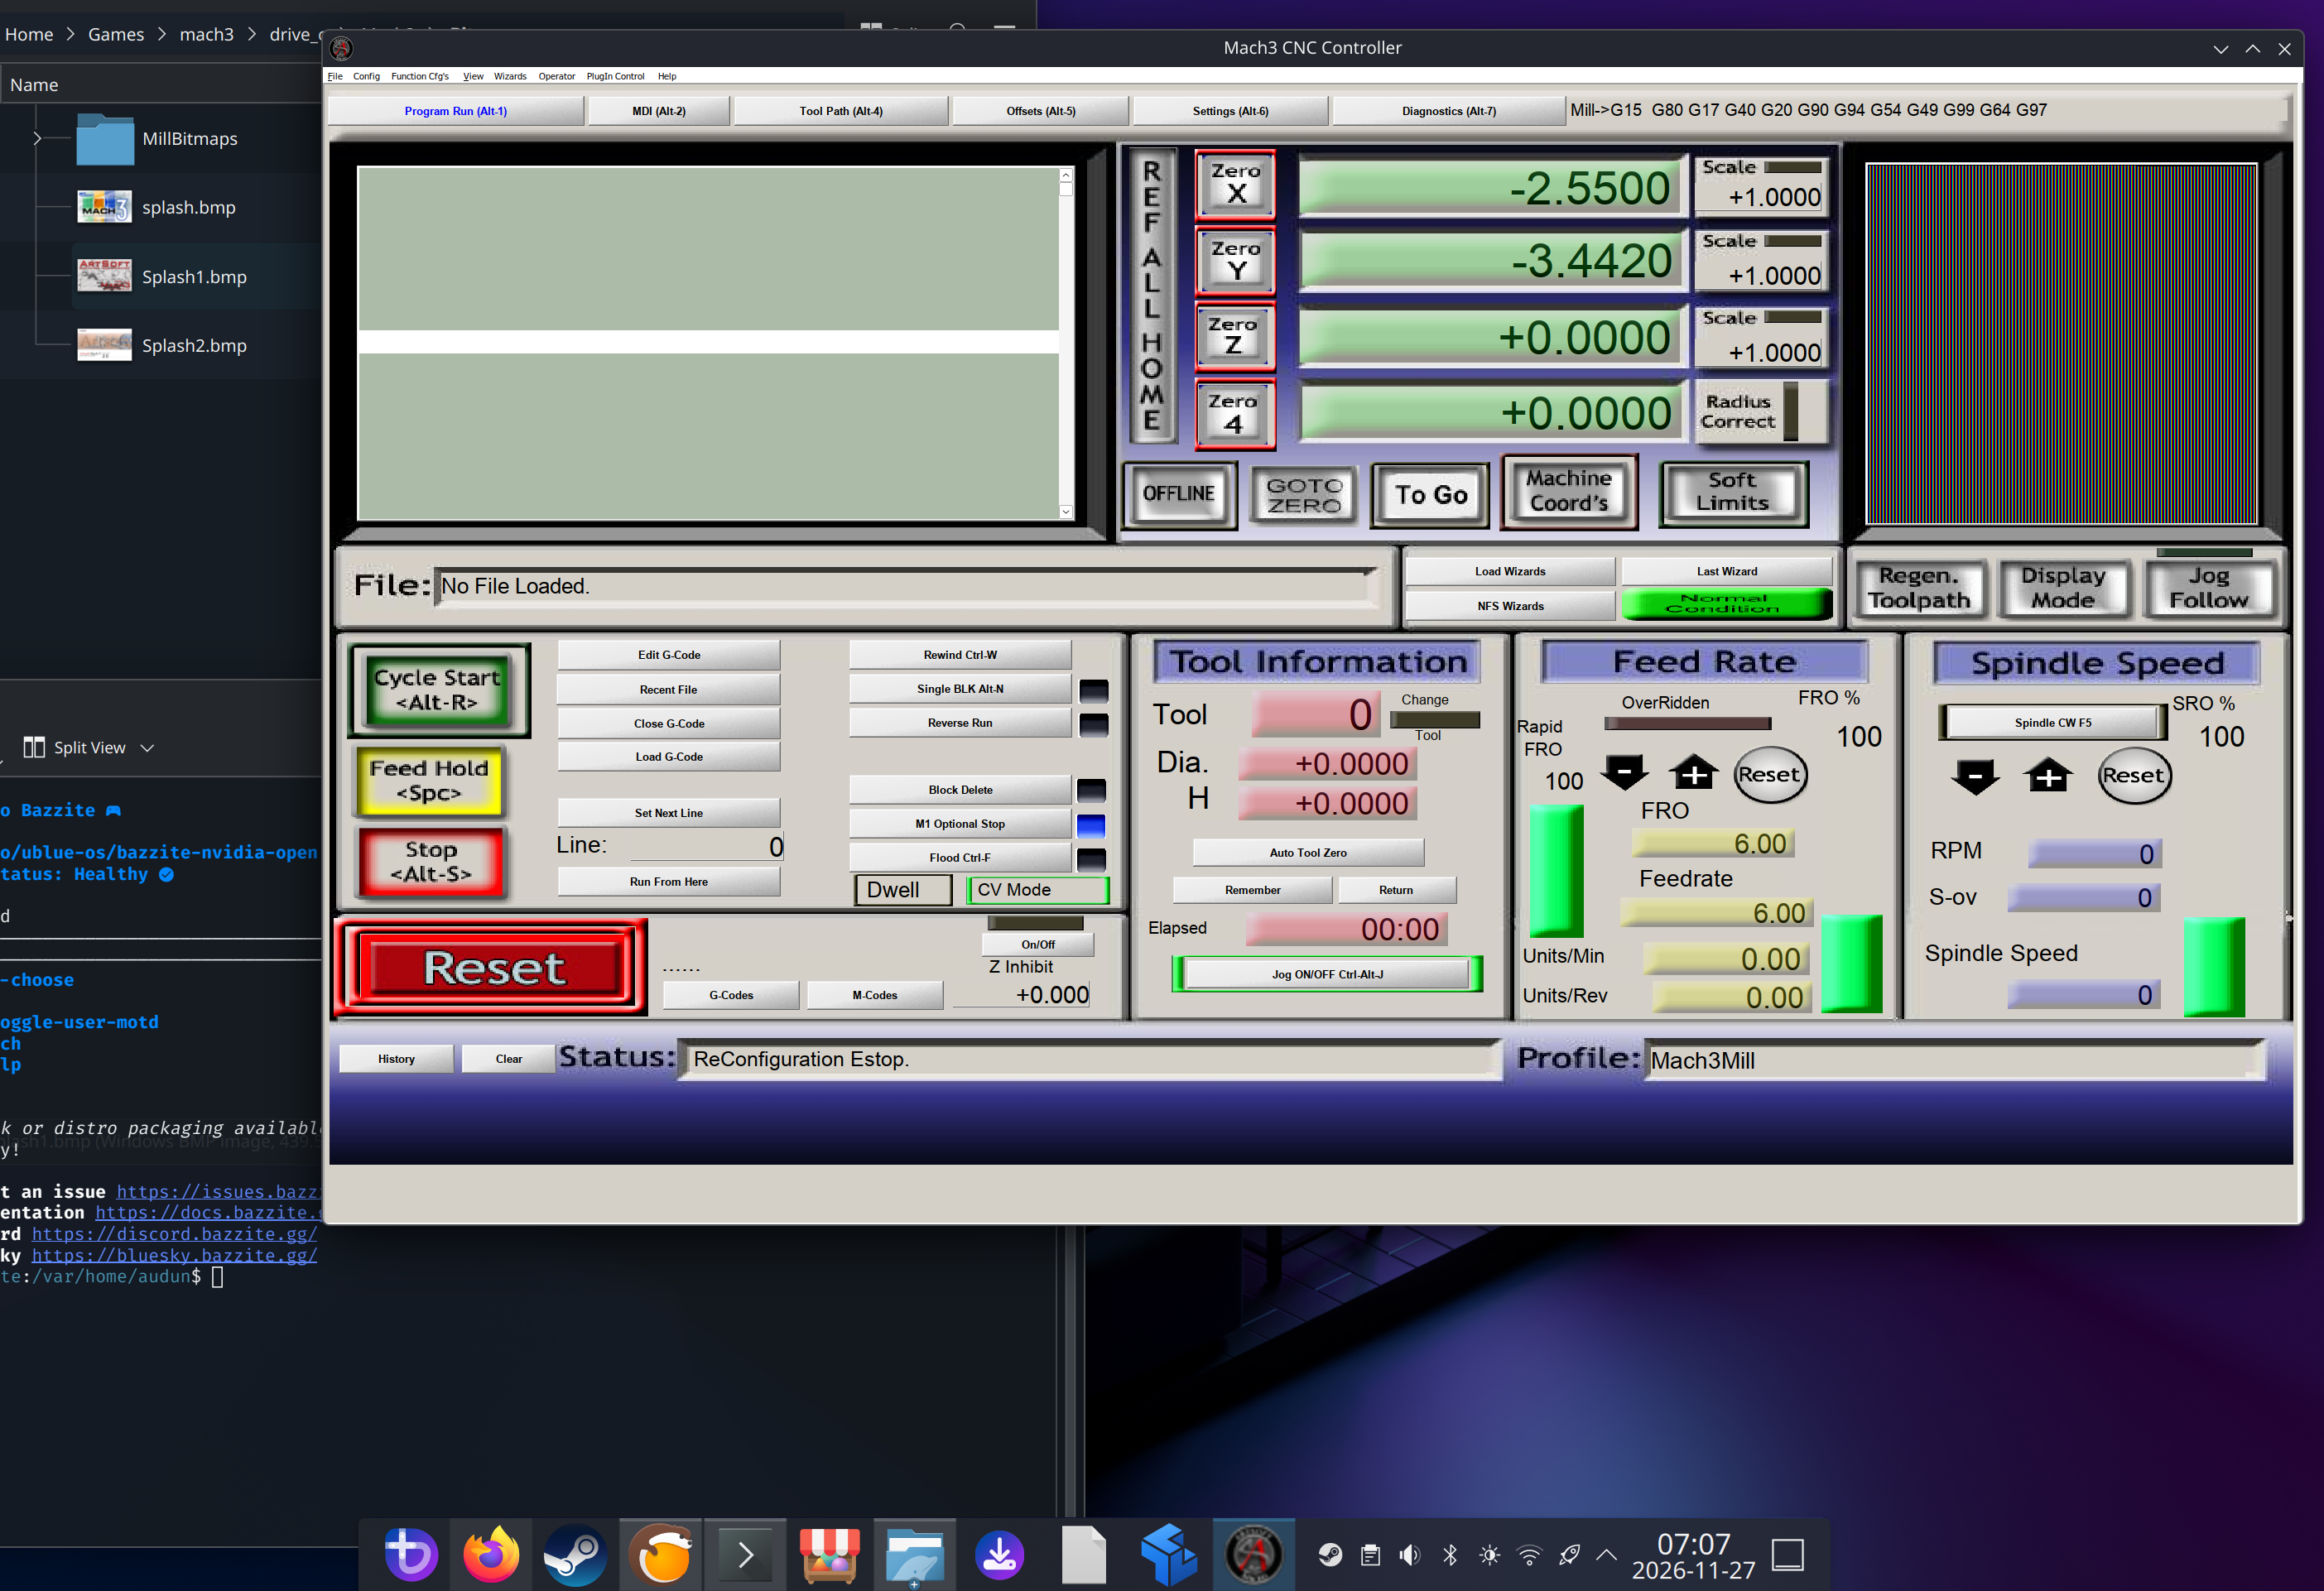 Home > Games > mach3 >
Name
MillBitmaps
splash.bmp
Splash1.bmp
Splash2.bmp
Split View
o Bazzite
o/ublue-os/bazzite-nvidia-open
tatus: Healthy
d
-choose
oggle-user-motd
ch
lp
k or distro packaging available
y!
t an issue https://issues.bazz
entation https://docs.bazzite.g
rd https://discord.bazzite.gg/
ky https://bluesky.bazzite.gg/
te:/var/home/audun$
Mach3 CNC Controller
File Config Function Cfg's View Wizards Operator PlugIn Control Help
Program Run (Alt-1) MDI (Alt-2) Tool Path (Alt-4) Offsets (Alt-5) Settings (Alt-6) Diagnostics (Alt-7) Mill->G15 G80 G17 G40 G20 G90 G94 G54 G49 G99 G64 G97
REF ALL HOME
Zero X -2.5500 Scale +1.0000
Zero Y -3.4420 Scale +1.0000
Zero Z +0.0000 Scale +1.0000
Zero 4 +0.0000 Radius Correct
OFFLINE GOTO ZERO To Go Machine Coord's Soft Limits
File: No File Loaded.
Load Wizards Last Wizard
NFS Wizards Normal Condition
Regen. Toolpath Display Mode Jog Follow
Cycle Start
<Alt-R>
Feed Hold
<Spc>
Stop
<Alt-S>
Edit G-Code
Recent File
Close G-Code
Load G-Code
Set Next Line
Line: 0
Run From Here
Rewind Ctrl-W
Single BLK Alt-N
Reverse Run
Block Delete
M1 Optional Stop
Flood Ctrl-F
Dwell CV Mode
Reset
......
G-Codes M-Codes
On/Off
Z Inhibit
+0.000
Tool Information
Tool 0 Change Tool
Dia. +0.0000
H +0.0000
Auto Tool Zero
Remember Return
Elapsed 00:00
Jog ON/OFF Ctrl-Alt-J
Feed Rate
OverRidden FRO %
Rapid FRO 100
100
Reset
FRO
6.00
Feedrate
6.00
Units/Min 0.00
Units/Rev 0.00
Spindle Speed
Spindle CW F5 SRO %
100
Reset
RPM 0
S-ov 0
Spindle Speed
0
History Clear Status: ReConfiguration Estop. Profile: Mach3Mill
07:07
2026-11-27